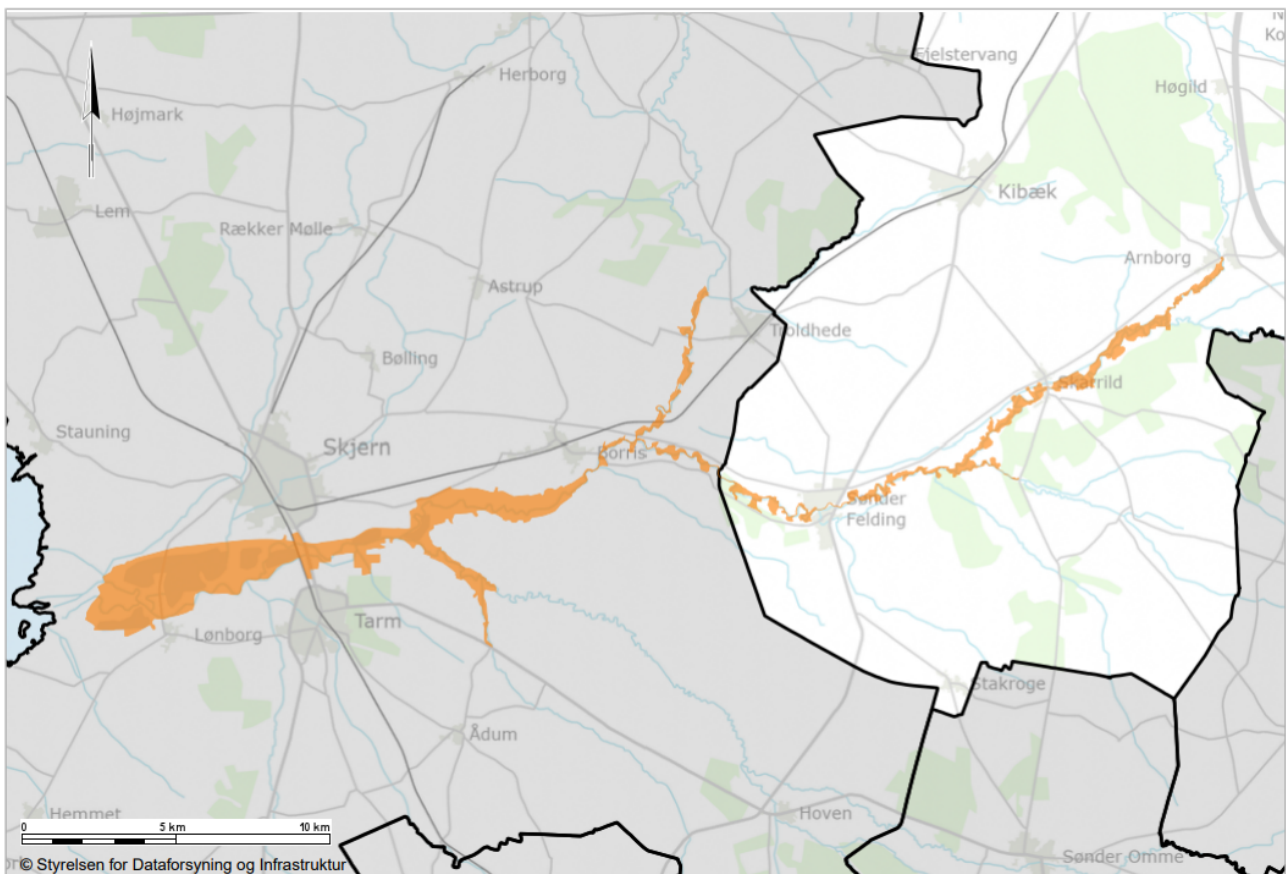 Fjelstervang
Herborg
Højmark
Høgild
Kibæk
Lem
Rækker Mølle
Arnborg
Astrup
Troldhede
Bølling
Skarrild
Stauning
Skjern
Borris
Sønder
Felding
Tarm
Lønborg
Stakroge
Ådum
Hemmet
Hoven
0 5 km 10 km
Sønder Omme
© Styrelsen for Dataforsyning og Infrastruktur